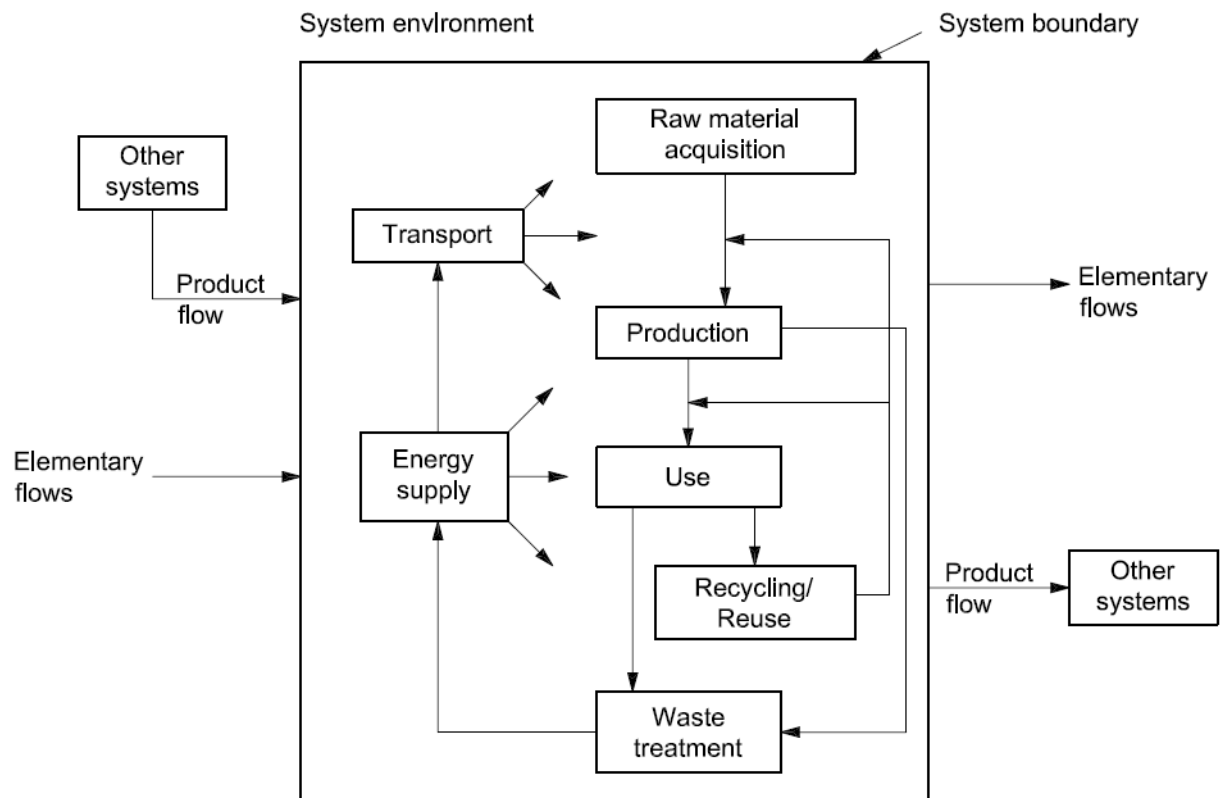 System environment
System boundary
Raw material
acquisition
Other
systems
Transport
Product
flow
Elementary
flows
Production
Energy
supply
Elementary
flows
Use
Recycling/
Reuse
Product
flow
Other
systems
Waste
treatment